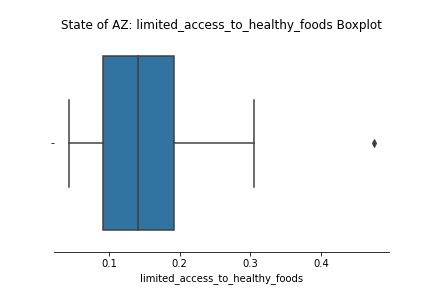 State of AZ: limited_access_to_healthy_foods Boxplot
0.1 0.2 0.3 0.4
limited_access_to_healthy_foods